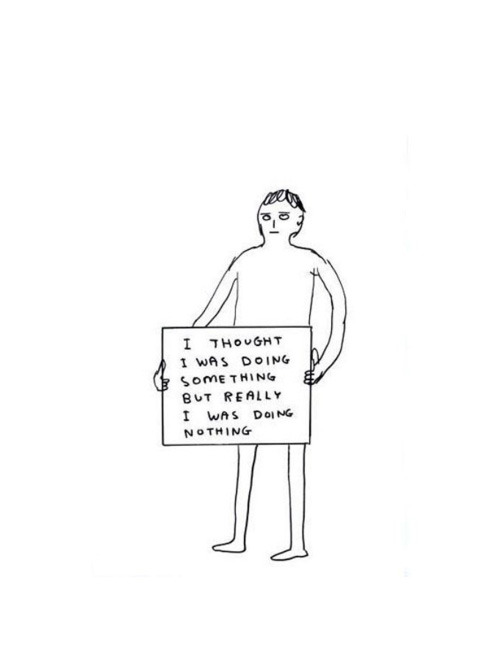 I THOUGHT
I WAS DOING
SOMETHING
BUT REALLY
I WAS DOING
NOTHING